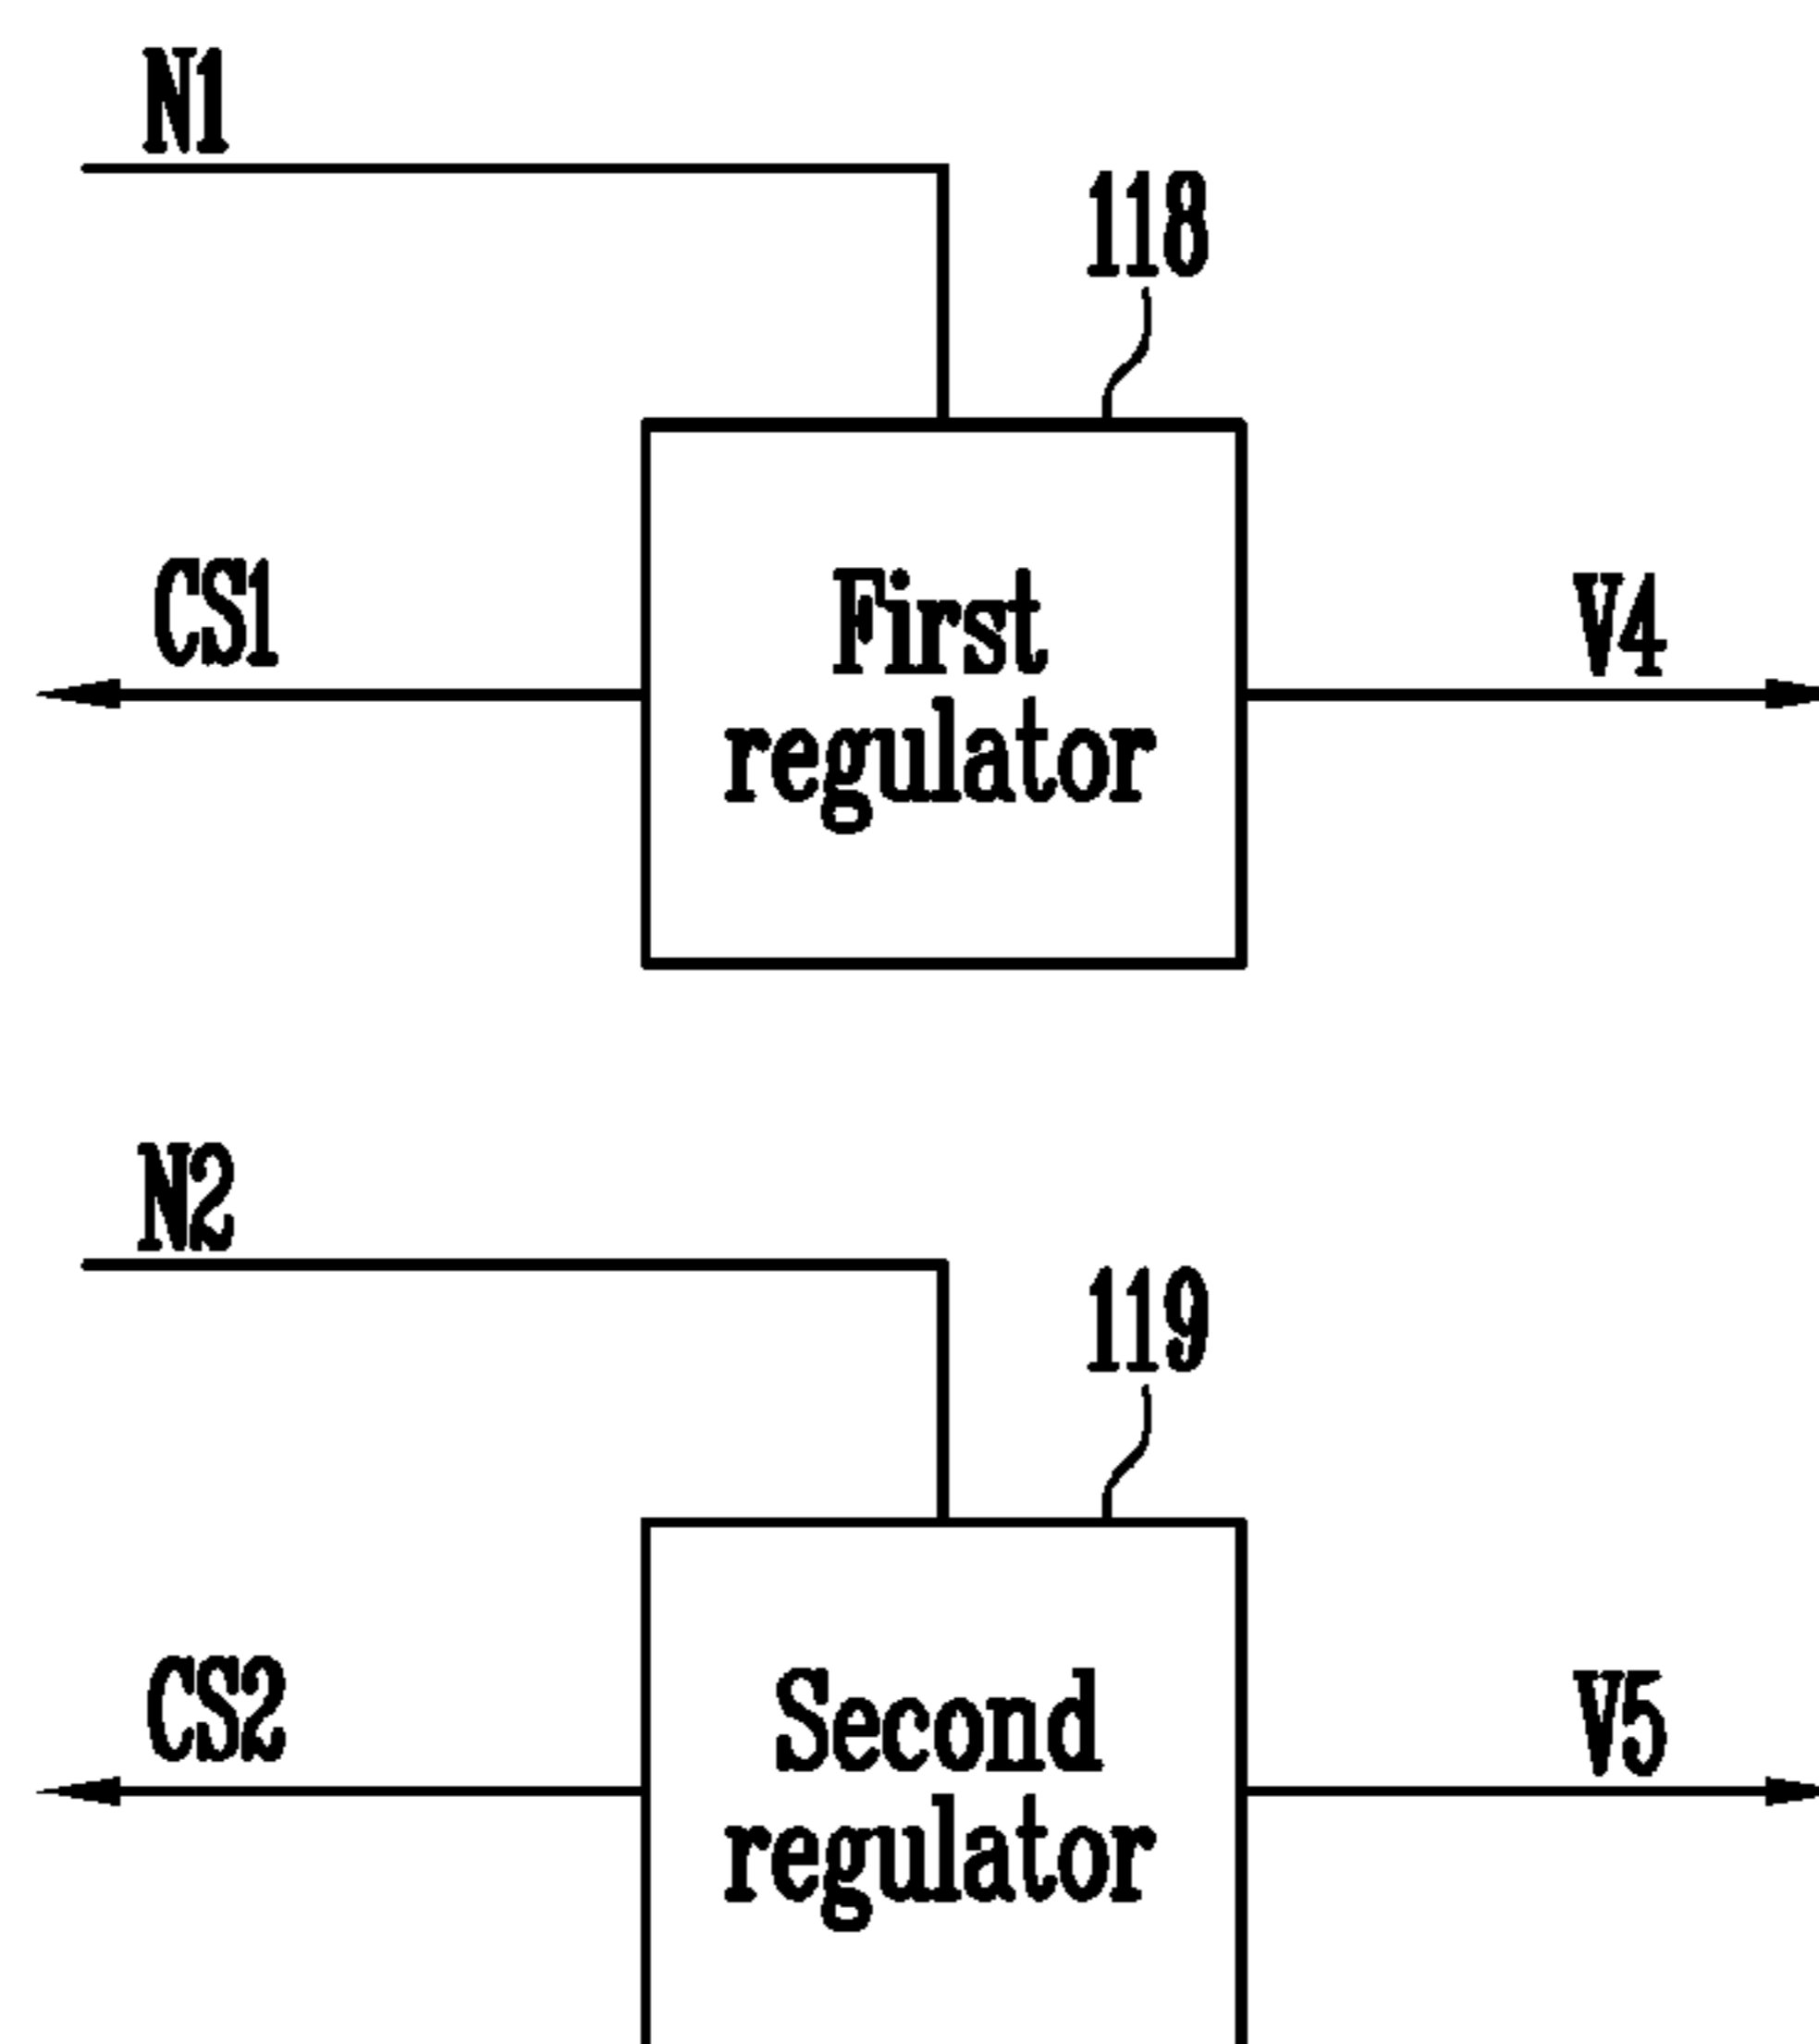 N1
118
CS1
First
regulator
V4
N2
119
CS2
Second
regulator
V5